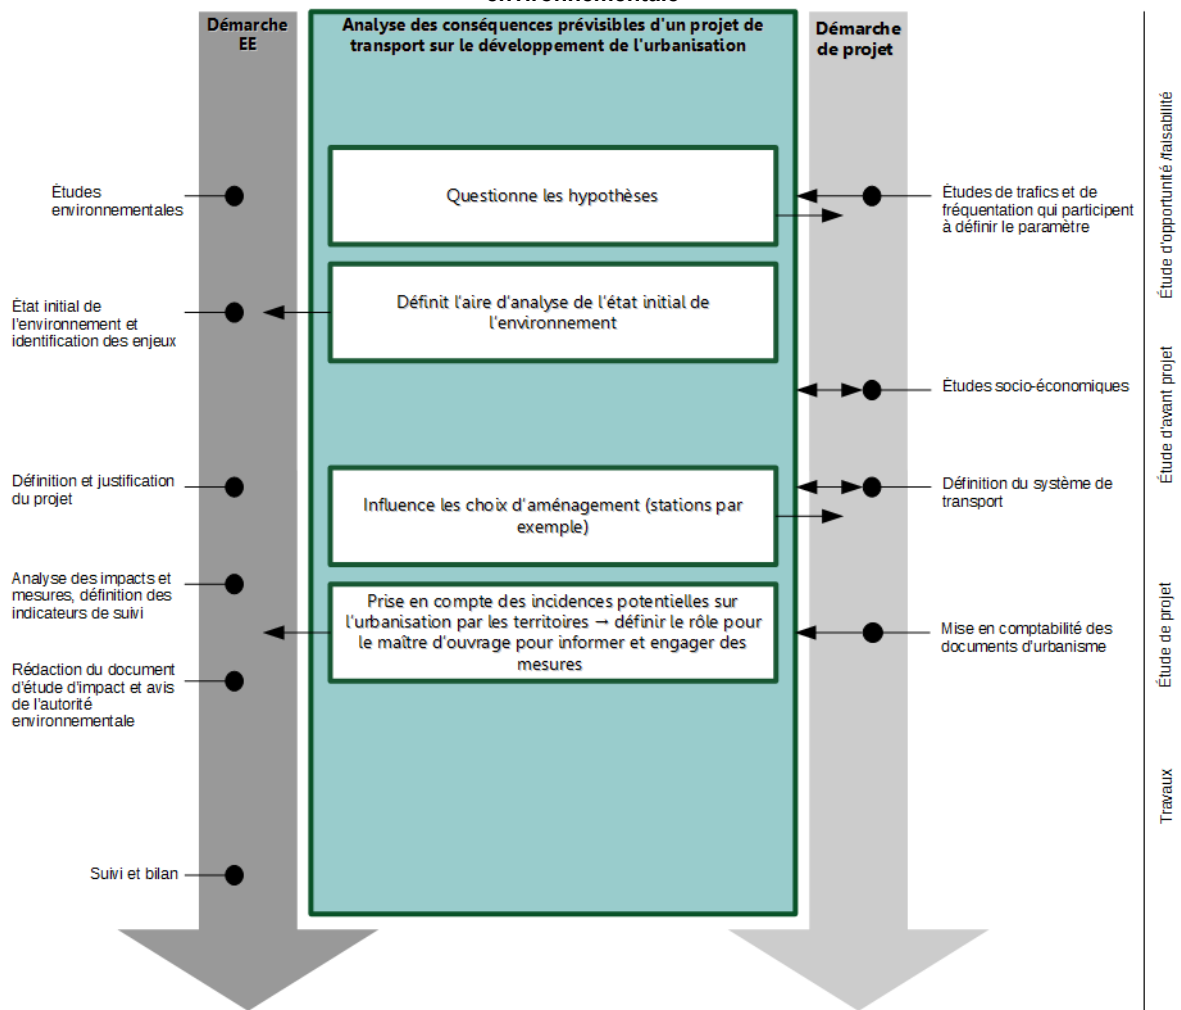 environnementale
Démarche
EE
Analyse des conséquences prévisibles d'un projet de
transport sur le développement de l'urbanisation
Démarche
de projet
Études
environnementales
Questionne les hypothèses
Études de trafics et de
fréquentation qui participent
à définir le paramètre
État initial de
l'environnement et
identification des enjeux
Définit l'aire d'analyse de l'état initial de
l'environnement
Études socio-économiques
Définition et justification
du projet
Influence les choix d'aménagement (stations par
exemple)
Définition du système de
transport
Analyse des impacts et
mesures, définition des
indicateurs de suivi
Prise en compte des incidences potentielles sur
l'urbanisation par les territoires → définir le rôle pour
le maître d'ouvrage pour informer et engager des
mesures
Mise en comptabilité des
documents d'urbanisme
Rédaction du document
d'étude d'impact et avis
de l'autorité
environnementale
Suivi et bilan
Étude d'opportunité /faisabilité
Étude d'avant projet
Étude de projet
Travaux